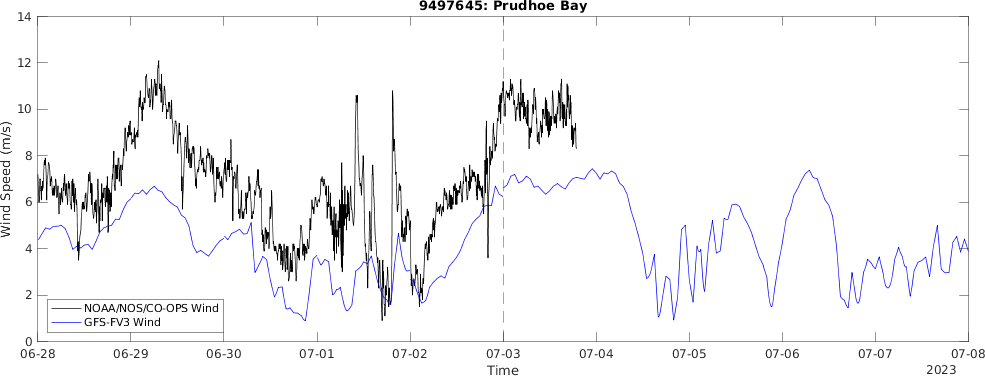 9497645: Prudhoe Bay
14
12
10
8
6
4
2
0
Wind Speed (m/s)
NOAA/NOS/CO-OPS Wind
GFS-FV3 Wind
06-28 06-29 06-30 07-01 07-02 07-03 07-04 07-05 07-06 07-07 07-08
Time
2023